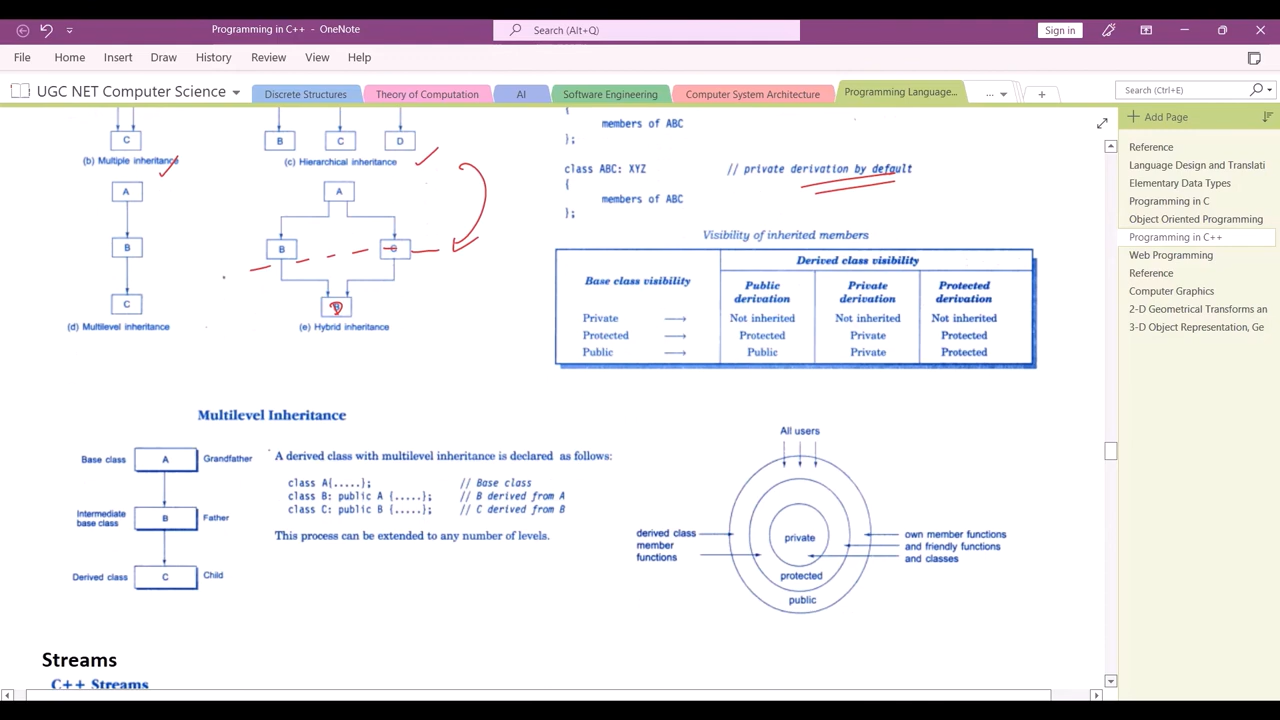 Programming in C++ - OneNote
Search (Alt+Q)
Sign in
File Home Insert Draw History Review View Help
UGC NET Computer Science
Discrete Structures
Theory of Computation
AI
Software Engineering
Computer System Architecture
Programming Language...
...
Search (Ctrl+E)
Add Page
Reference
Language Design and Translati
Elementary Data Types
Programming in C
Object Oriented Programming
Programming in C++
Web Programming
Reference
Computer Graphics
2-D Geometrical Transforms an
3-D Object Representation, Ge
C
B C D
(b) Multiple inheritance
(c) Hierarchical inheritance
A
B
C
(d) Multilevel inheritance
A
B C
(e) Hybrid inheritance
members of ABC
};
class ABC: XYZ // private derivation by default
{
members of ABC
};
Visibility of inherited members
Base class visibility
Derived class visibility
Public derivation
Private derivation
Protected derivation
Private Not inherited Not inherited Not inherited
Protected Protected Private Protected
Public Public Private Protected
Multilevel Inheritance
Base class A Grandfather
Intermediate base class B Father
Derived class C Child
A derived class with multilevel inheritance is declared as follows:
class A{.....}; // Base class
class B: public A {.....}; // B derived from A
class C: public B {.....}; // C derived from B
This process can be extended to any number of levels.
All users
private
protected
public
derived class
member
functions
own member functions
and friendly functions
and classes
Streams
C++ Streams